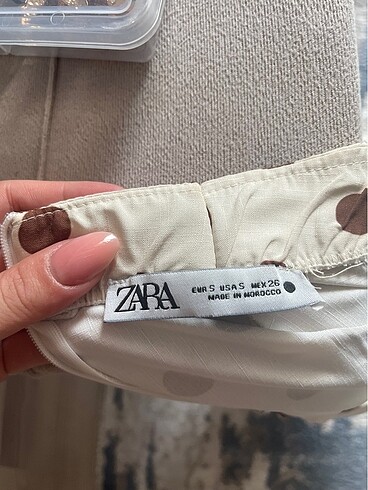 ZARA
EUR S USA S MEX 26
MADE IN MOROCCO